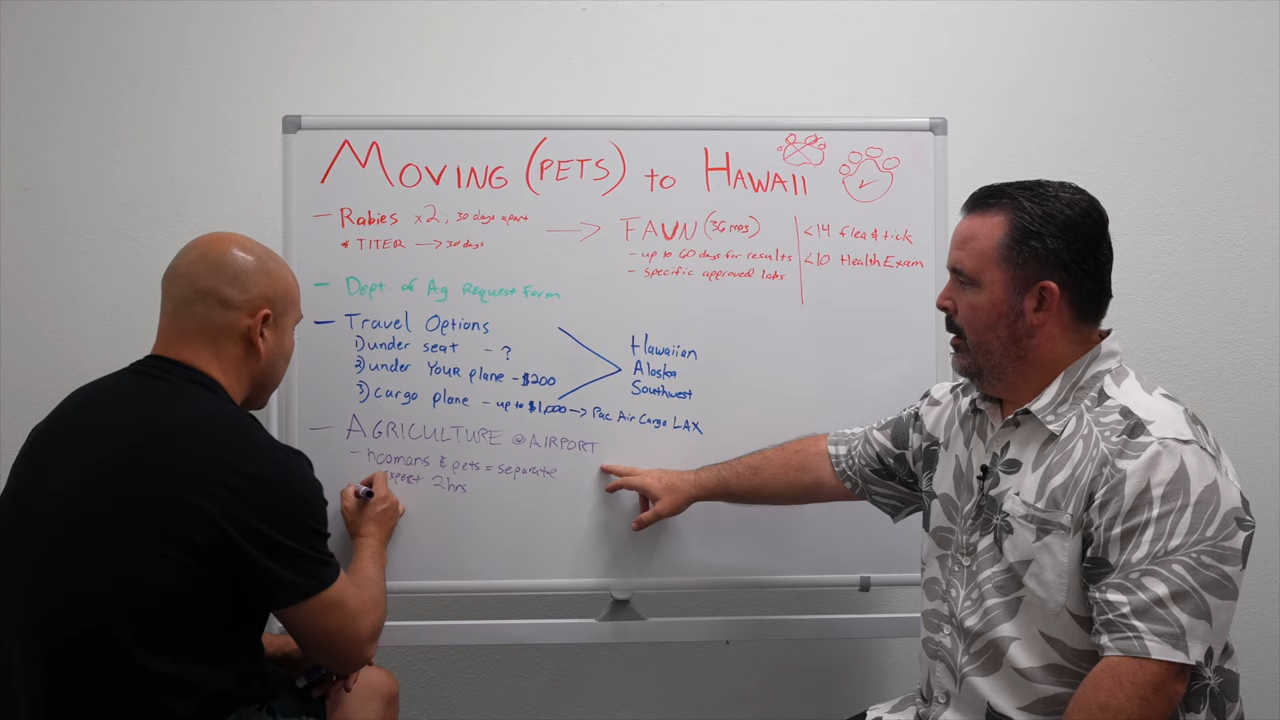 MOVING (PETS) to HAWAII
- Rabies x2; 30 days apart
* TITER → 30 days
→ FAVN (36 mos)
- up to 60 days for results
- specific approved labs
<14 flea & tick
<10 Health Exam
- Dept. of Ag Request Form
- Travel Options
1) under seat - ?
2) under YOUR plane - $200
3) cargo plane - up to $1,000 → Pac Air Cargo LAX
Hawaiian
Alaska
Southwest
- AGRICULTURE @ AIRPORT
- hoomans & pets = separate
2 hrs